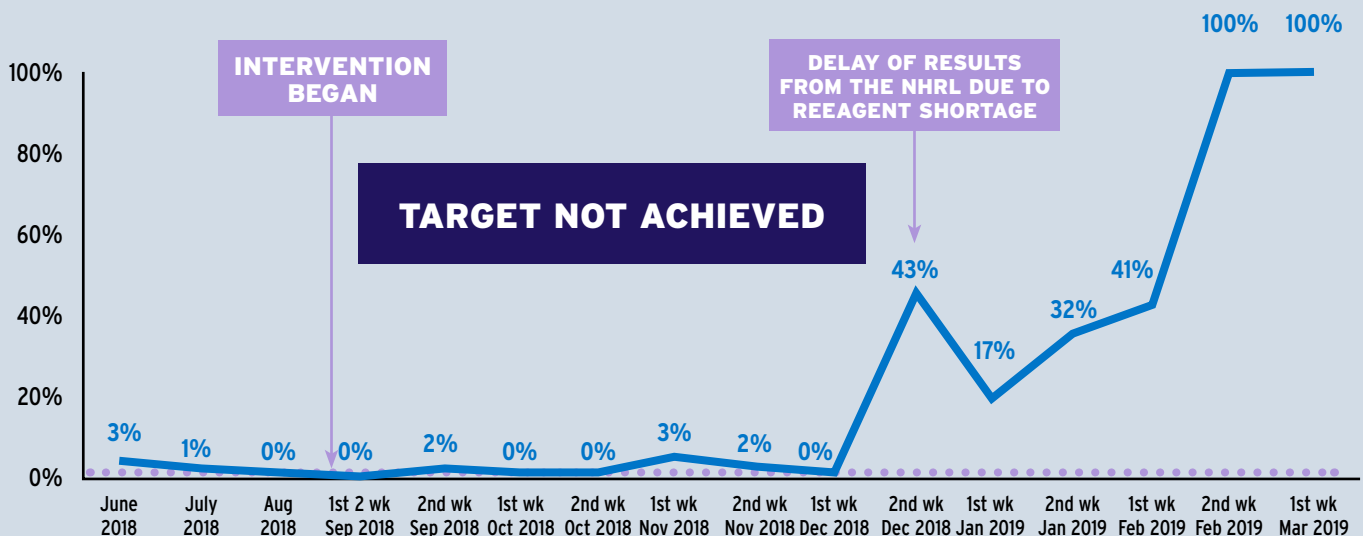 100% 100%
INTERVENTION
BEGAN
DELAY OF RESULTS
FROM THE NHRL DUE TO
REEAGENT SHORTAGE
100%
80%
60%
40%
20%
0%
TARGET NOT ACHIEVED
3%
1%
0%
0%
2%
0%
0%
3%
2%
0%
43%
17%
32%
41%
June
2018
July
2018
Aug
2018
1st 2 wk
Sep 2018
2nd wk
Sep 2018
1st wk
Oct 2018
2nd wk
Oct 2018
1st wk
Nov 2018
2nd wk
Nov 2018
1st wk
Dec 2018
2nd wk
Dec 2018
1st wk
Jan 2019
2nd wk
Jan 2019
1st wk
Feb 2019
2nd wk
Feb 2019
1st wk
Mar 2019